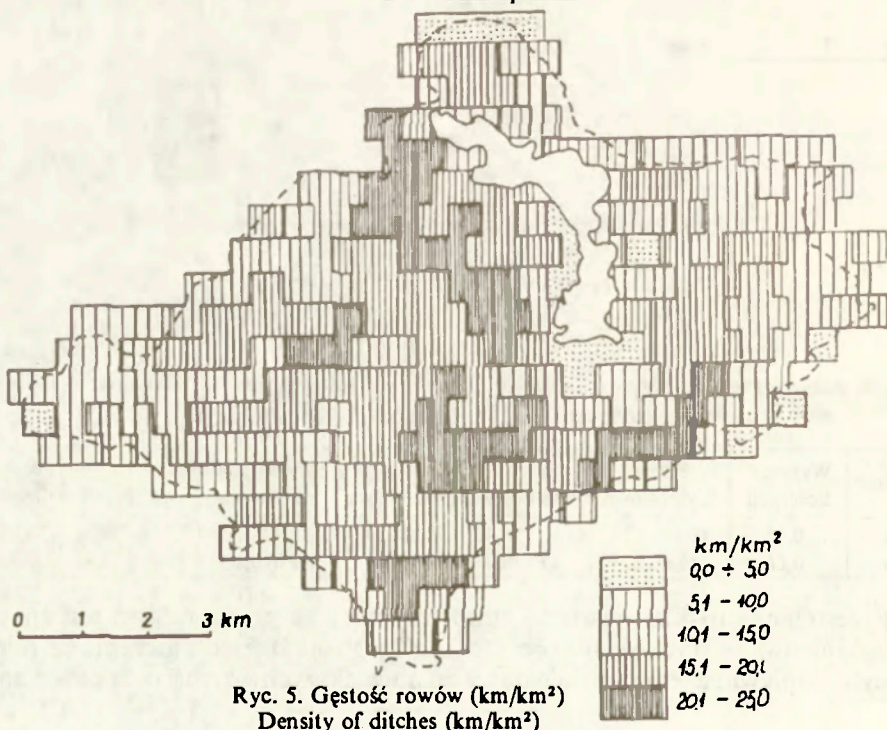 km/km²
0,0 ÷ 5,0
5,1 – 10,0
10,1 – 15,0
15,1 – 20,1
20,1 – 25,0
0 1 2 3 km
Ryc. 5. Gęstość rowów (km/km²)
Density of ditches (km/km²)